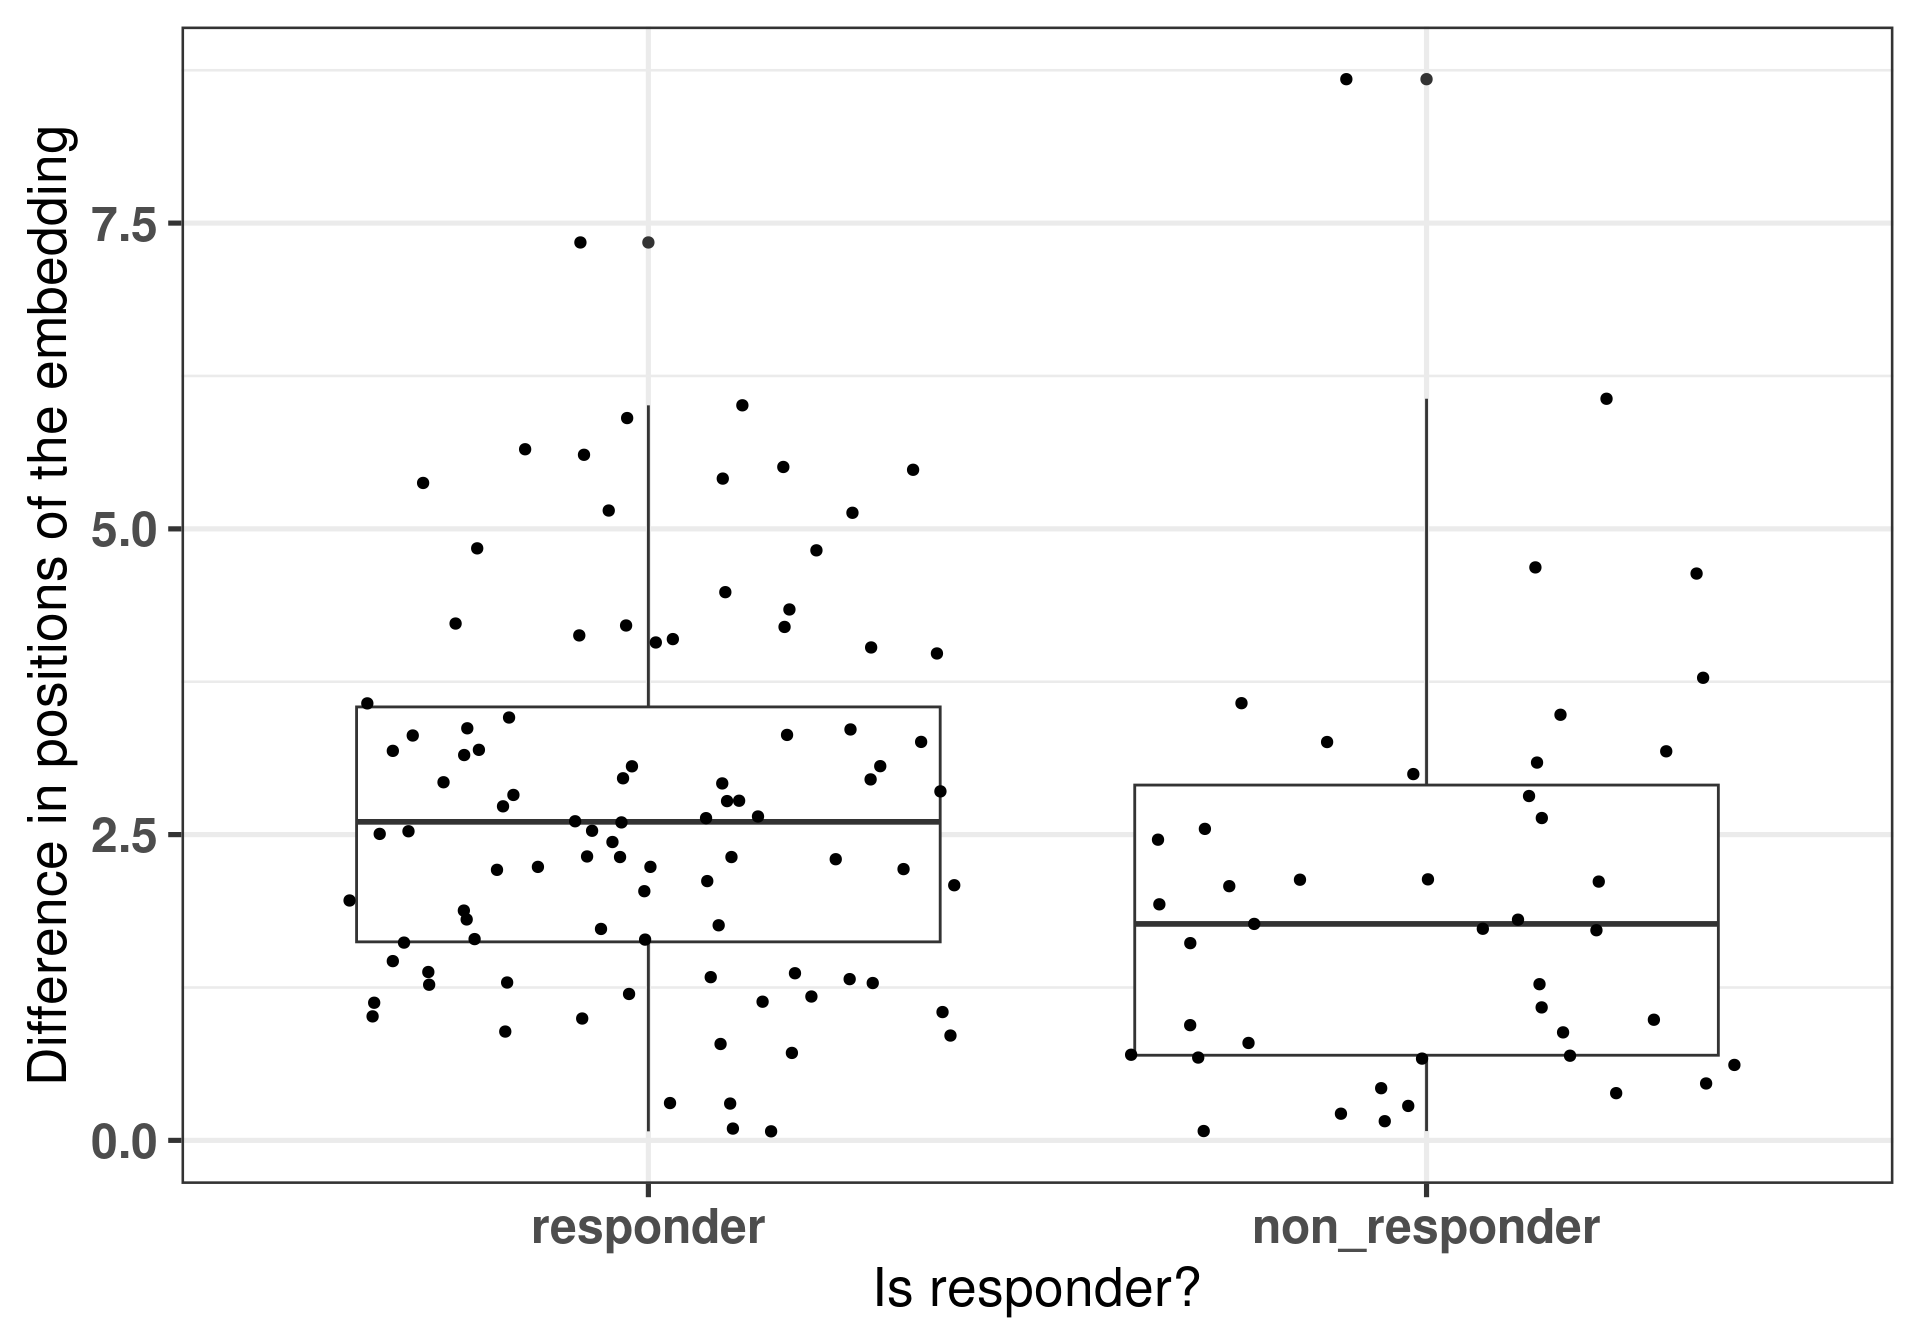 Difference in positions of the embedding
7.5
5.0
2.5
0.0
responder non_responder
Is responder?